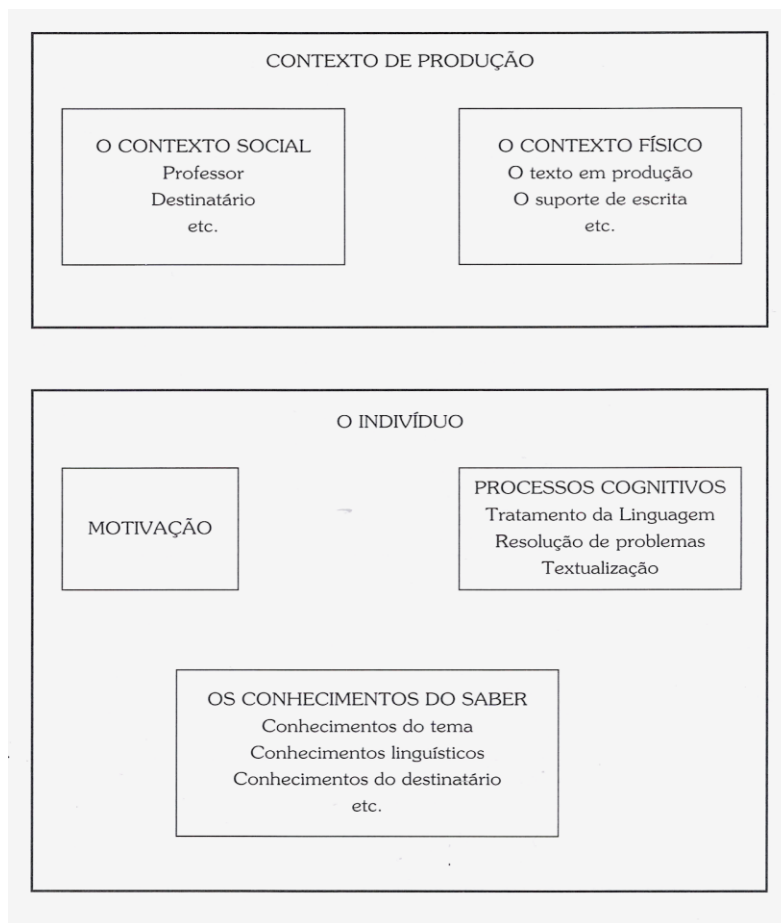 CONTEXTO DE PRODUÇÃO
O CONTEXTO SOCIAL
Professor
Destinatário
etc.
O CONTEXTO FÍSICO
O texto em produção
O suporte de escrita
etc.
O INDIVÍDUO
MOTIVAÇÃO
PROCESSOS COGNITIVOS
Tratamento da Linguagem
Resolução de problemas
Textualização
OS CONHECIMENTOS DO SABER
Conhecimentos do tema
Conhecimentos linguísticos
Conhecimentos do destinatário
etc.